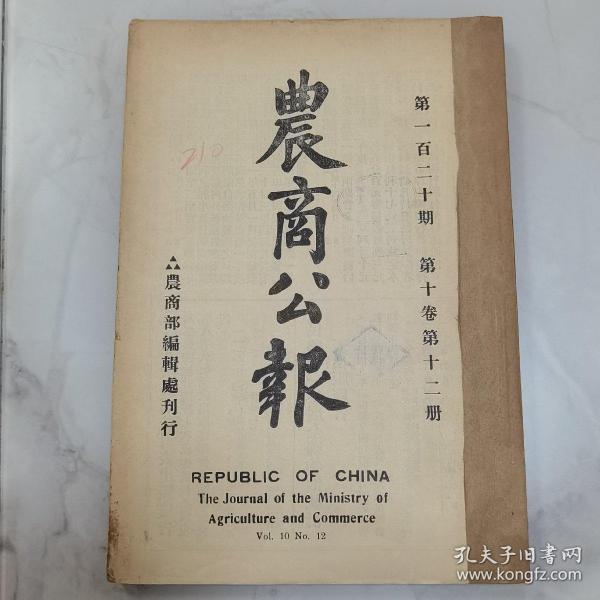 第一百二十期 第十卷第十二册
農商公報
210
農商部編輯處刊行
REPUBLIC OF CHINA
The Journal of the Ministry of
Agriculture and Commerce
Vol. 10 No. 12
孔夫子旧书网
www.kongfz.com